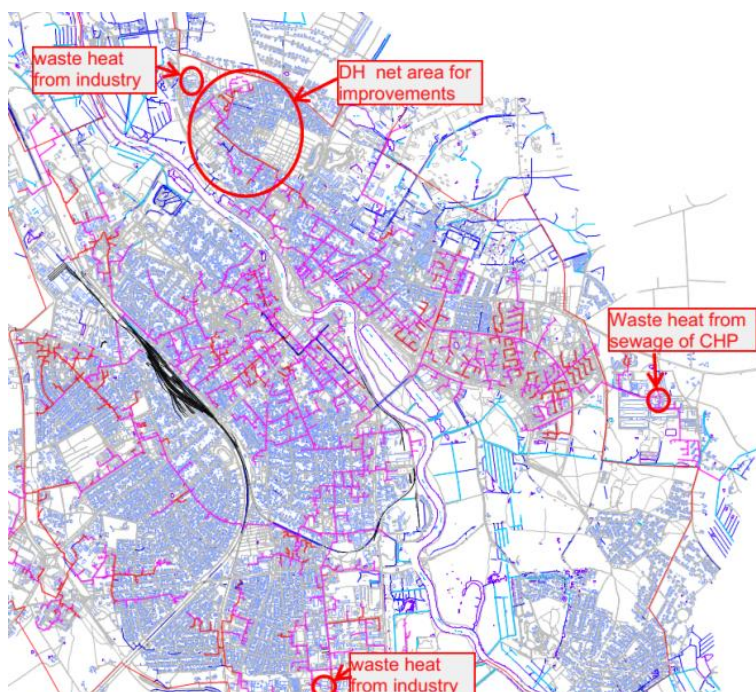 waste heat
from industry
DH net area for
improvements
Waste heat from
sewage of CHP
waste heat
from industry